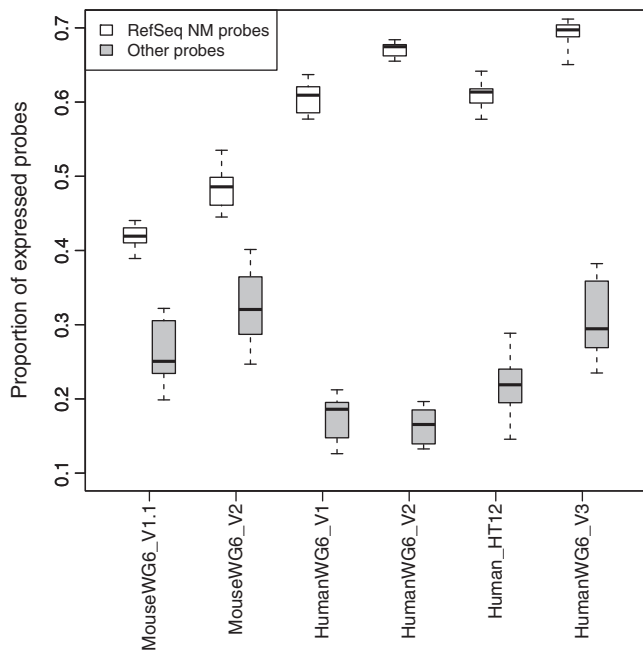 RefSeq NM probes
Other probes
Proportion of expressed probes
0.7
0.6
0.5
0.4
0.3
0.2
0.1
MouseWG6_V1.1
MouseWG6_V2
HumanWG6_V1
HumanWG6_V2
Human_HT12
HumanWG6_V3